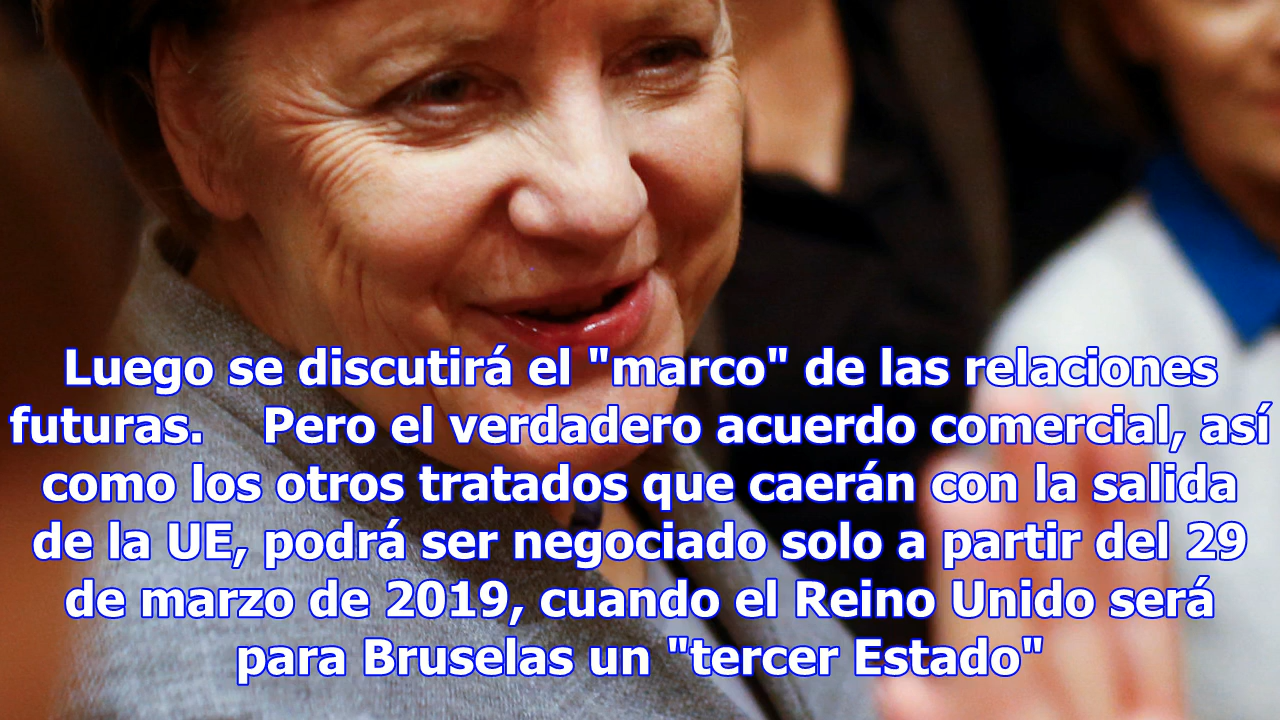 Luego se discutirá el "marco" de las relaciones
futuras.    Pero el verdadero acuerdo comercial, así
como los otros tratados que caerán con la salida
de la UE, podrá ser negociado solo a partir del 29
de marzo de 2019, cuando el Reino Unido será
para Bruselas un "tercer Estado"